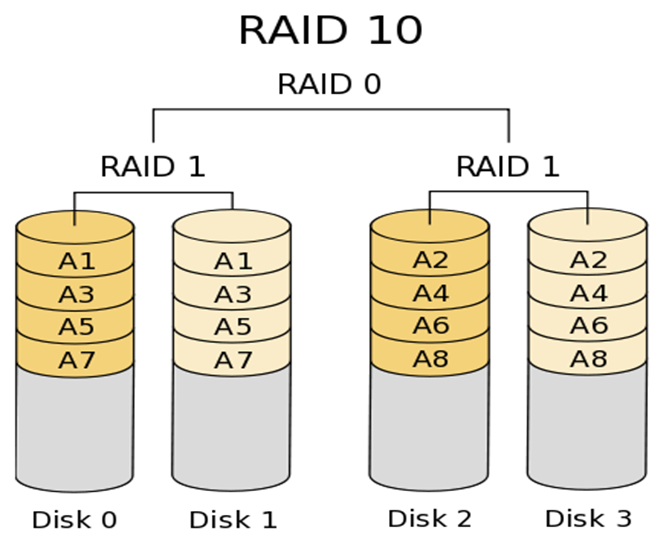 RAID 10
RAID 0
RAID 1 RAID 1
A1 A1 A2 A2
A3 A3 A4 A4
A5 A5 A6 A6
A7 A7 A8 A8
Disk 0 Disk 1 Disk 2 Disk 3